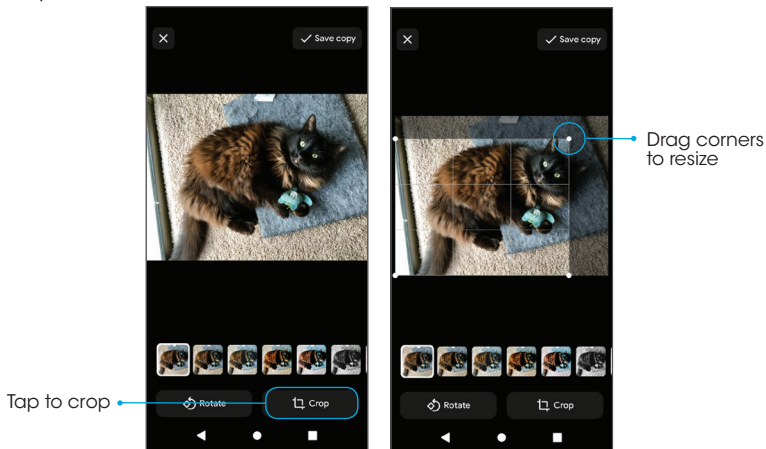 Save copy
Save copy
Drag corners
to resize
Tap to crop
Rotate
Crop
Rotate
Crop